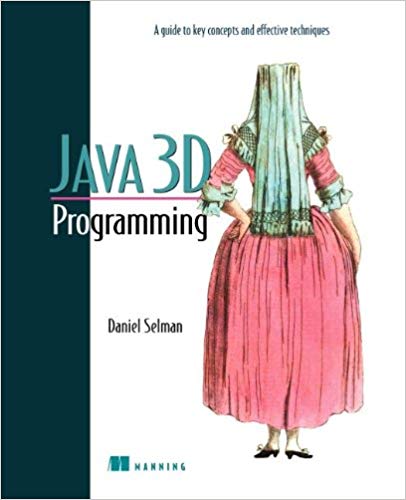 A guide to key concepts and effective techniques
JAVA 3D
Programming
Daniel Selman
MANNING